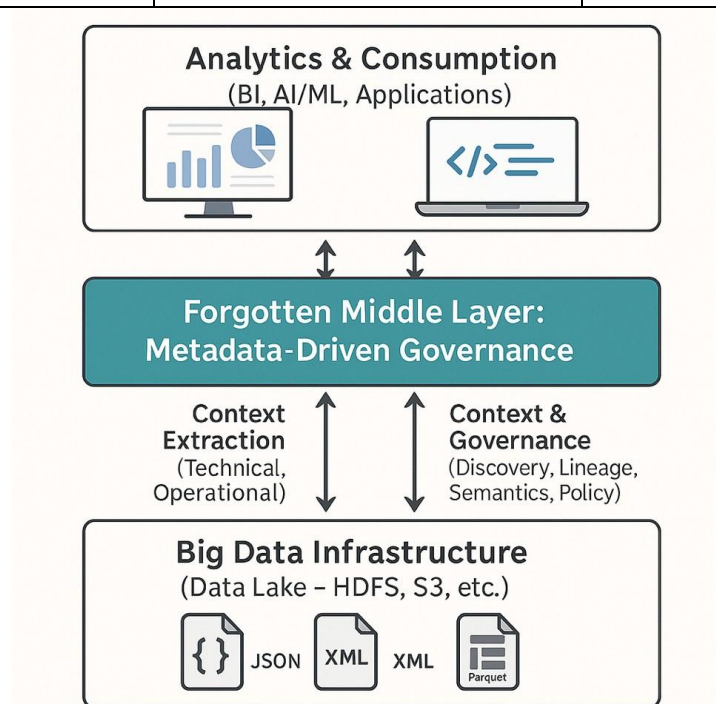 Analytics & Consumption
(BI, AI/ML, Applications)
</>
Forgotten Middle Layer:
Metadata-Driven Governance
Context
Extraction
(Technical,
Operational)
Context &
Governance
(Discovery, Lineage,
Semantics, Policy)
Big Data Infrastructure
(Data Lake – HDFS, S3, etc.)
{ } JSON XML XML
Parquet